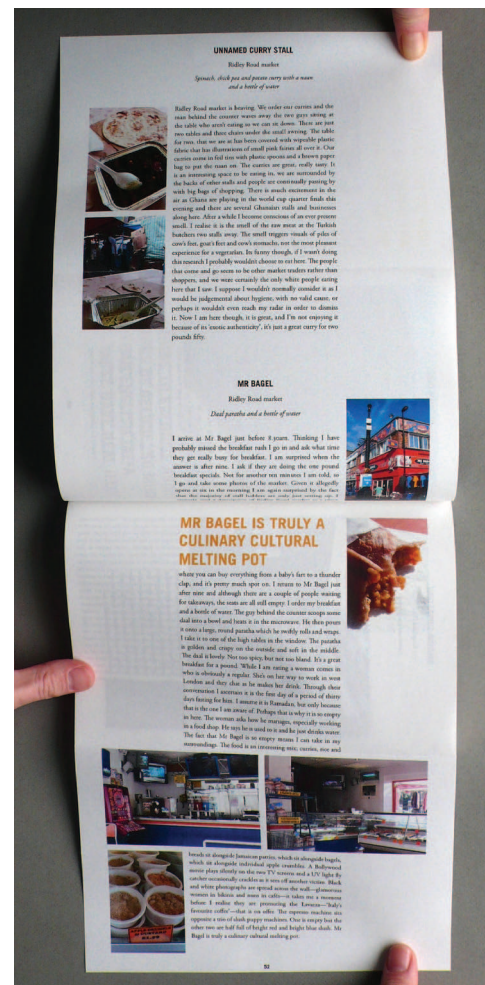 UNNAMED CURRY STALL
Ridley Road market
Spinach, chick pea and potato curry with a naan
and a bottle of water
Ridley Road market is heaving. We order our curries and the
man behind the counter waves away the two guys sitting at
the table who aren't eating so we can sit down. There are just
two tables and three chairs under the small awning. The table
for two, that we are at has been covered with wipeable plastic
fabric that has illustrations of small pink forms all over it. Our
curries come in foil tins with plastic spoons and a brown paper
bag to put the naan on. The curries are great, really tasty. It
is an interesting space to be eating in, we are surrounded by
the backs of other stalls and people are continually passing by
with big bags of shopping. There is much excitement in the
air as Ghana are playing in the world cup quarter finals this
evening and there are several Ghanaian stalls and businesses
along here. After a while I become conscious of an ever present
smell. I realise it is the smell of the raw meat at the Turkish
butchers two stalls away. The smell triggers visuals of piles of
cow's feet, goat's feet and cow's stomachs, not the most pleasant
experience for a vegetarian. Its funny though, if I wasn't doing
this research I probably wouldn't choose to eat here. The people
that come and go seem to be other market traders rather than
shoppers, and we were certainly the only white people eating
here that I saw. I suppose I wouldn't normally consider it as I
would be judgemental about hygiene, with no valid cause, or
perhaps it wouldn't even reach my radar in order to dismiss
it. Now I am here though, it is great, and I'm not enjoying it
because of its 'exotic authenticity', it's just a great curry for two
pounds fifty.
MR BAGEL
Ridley Road market
Daal paratha and a bottle of water
I arrive at Mr Bagel just before 8.30am. Thinking I have
probably missed the breakfast rush I go in and ask what time
they get really busy for breakfast. I am surprised when the
answer is after nine. I ask if they are doing the one pound
breakfast specials. Not for another ten minutes I am told, so
I go and take some photos of the market. Given it allegedly
opens at six in the morning I am again surprised by the fact
that the majority of stall holders are only just setting up. I
MR BAGEL IS TRULY A
CULINARY CULTURAL
MELTING POT
where you can buy everything from a baby's fart to a thunder
clap, and it's pretty much spot on. I return to Mr Bagel just
after nine and although there are a couple of people waiting
for takeaways, the seats are all still empty. I order my breakfast
and a bottle of water. The guy behind the counter scoops some
daal into a bowl and heats it in the microwave. He then pours
it onto a large, round paratha which he swiftly rolls and wraps.
I take it to one of the high tables in the window. The paratha
is golden and crispy on the outside and soft in the middle.
The daal is lovely. Not too spicy, but not too bland. It's a great
breakfast for a pound. While I am eating a woman comes in
who is obviously a regular. She's on her way to work in west
London and they chat as he makes her drink. Through their
conversation I ascertain it is the first day of a period of thirty
days fasting for him. I assume it is Ramadan, but only because
that is the one I am aware of. Perhaps that is why it is so empty
in here. The woman asks how he manages, especially working
in a food shop. He says he is used to it and he just drinks water.
The fact that Mr Bagel is so empty means I can take in my
surroundings. The food is an interesting mix, curries, rice and
breads sit alongside Jamaican patties, which sit alongside bagels,
which sit alongside individual apple crumbles. A Bollywood
movie plays silently on the two TV screens and a UV light fly
catcher occasionally crackles as it sees off another victim. Black
and white photographs are spread across the wall—glamorous
women in bikinis and men in cafés—it takes me a moment
before I realise they are promoting the Lavazza—'Italy's
favourite coffee'—that is on offer. The espresso machine sits
opposite a trio of slush puppy machines. One is empty but the
other two are half full of bright red and bright blue slush. Mr
Bagel is truly a culinary cultural melting pot.